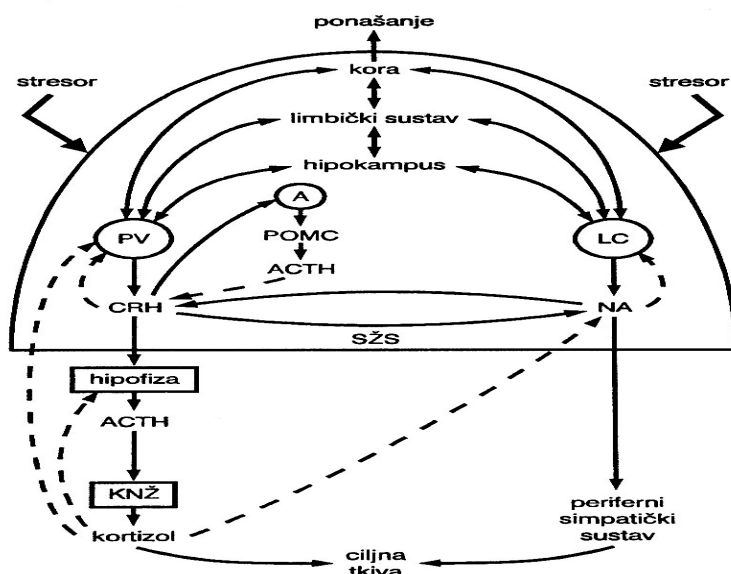 ponašanje
stresor
kora
stresor
limbički sustav
hipokampus
A
PV
POMC
LC
ACTH
CRH
NA
SŽS
hipofiza
ACTH
KNŽ
kortizol
periferni
simpatički
sustav
ciljna
tkiva